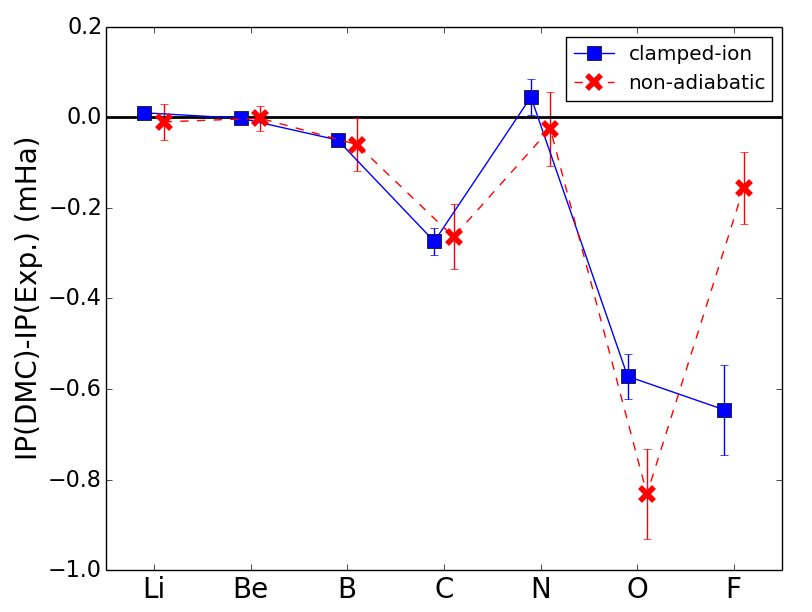 0.2
0.0
−0.2
−0.4
−0.6
−0.8
−1.0
IP(DMC)-IP(Exp.) (mHa)
clamped-ion
non-adiabatic
Li Be B C N O F